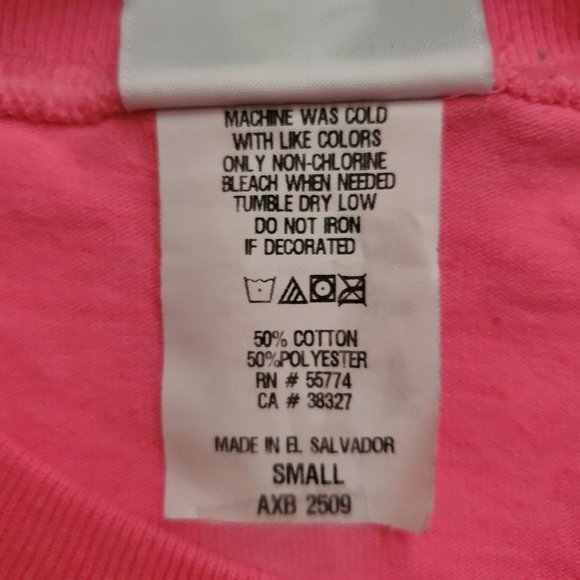 MACHINE WAS COLD
WITH LIKE COLORS
ONLY NON-CHLORINE
BLEACH WHEN NEEDED
TUMBLE DRY LOW
DO NOT IRON
IF DECORATED
50% COTTON
50%POLYESTER
RN # 55774
CA # 38327
MADE IN EL SALVADOR
SMALL
AXB 2509